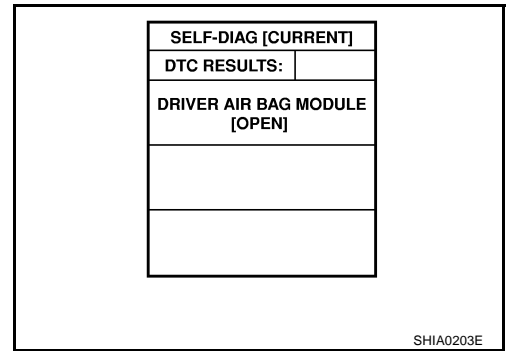 SELF-DIAG [CURRENT]
DTC RESULTS:
DRIVER AIR BAG MODULE
[OPEN]
SHIA0203E